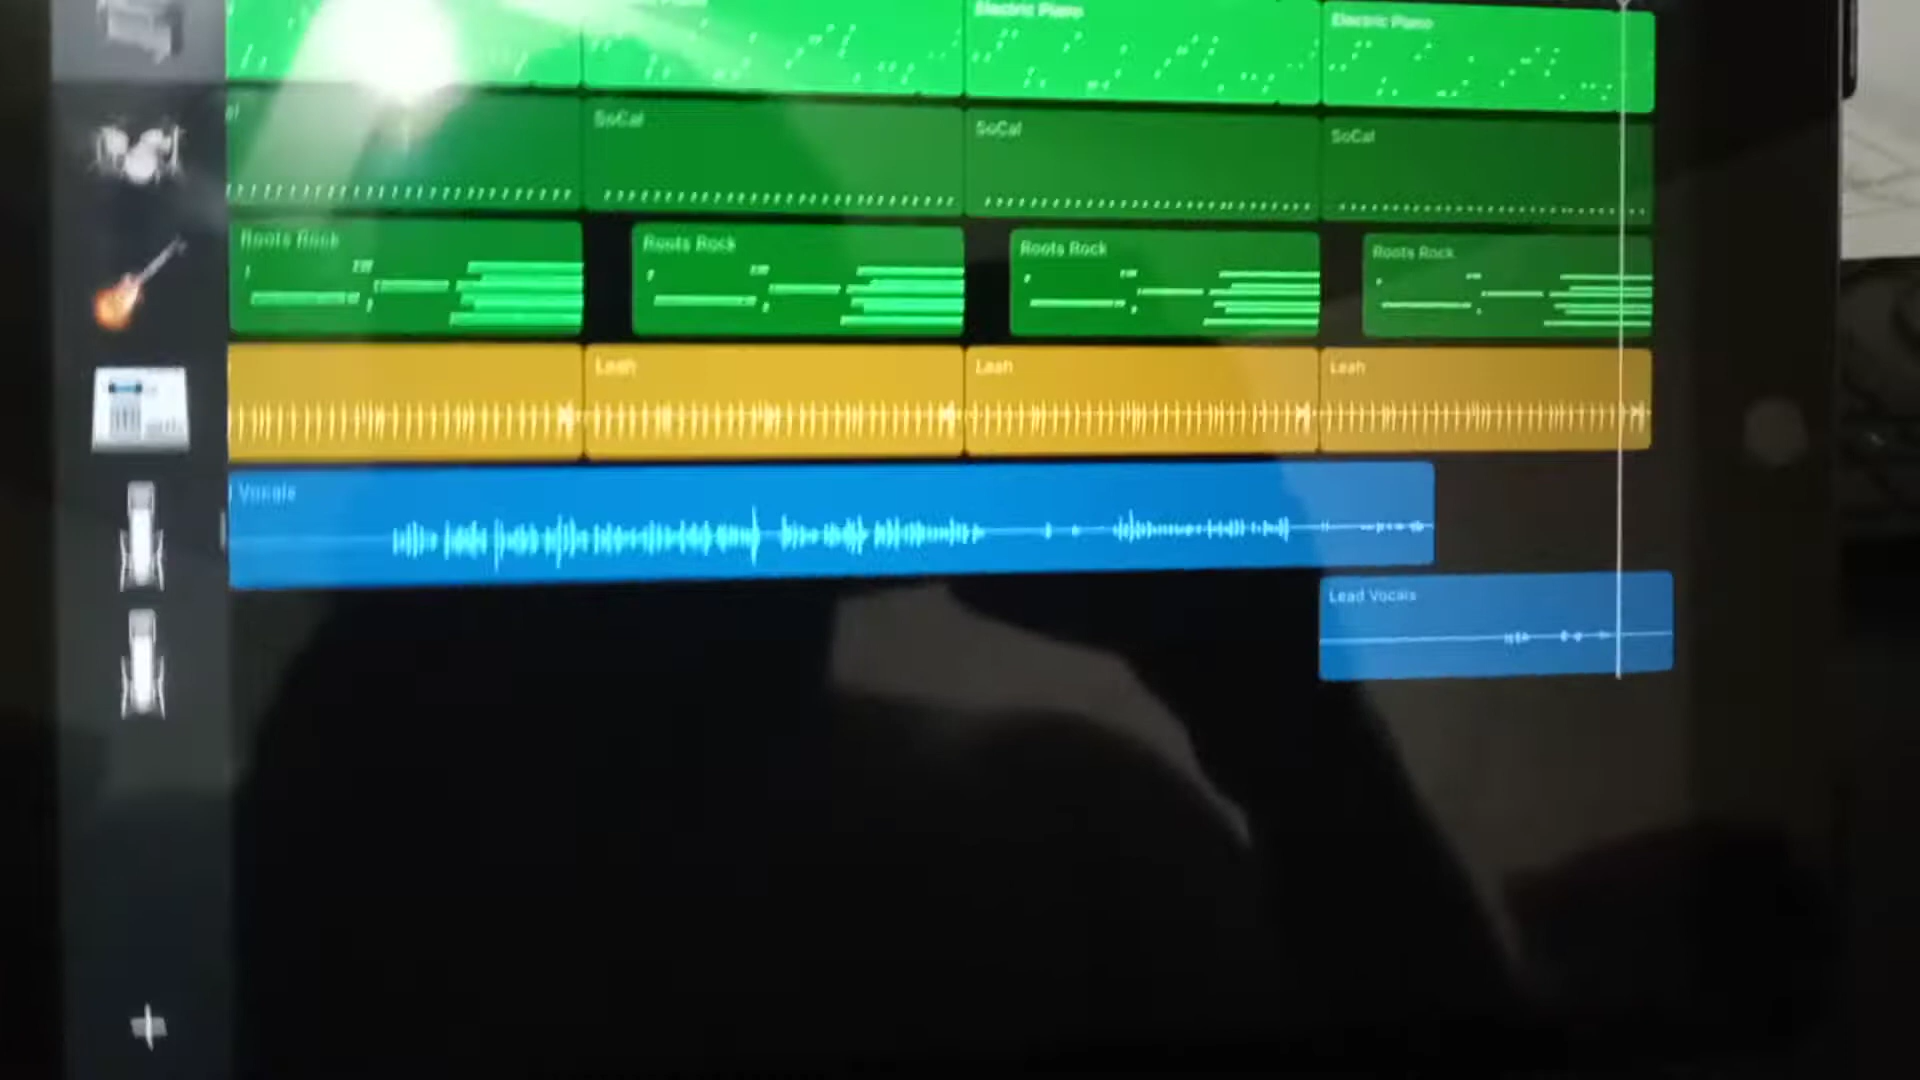 Piano
Electric Piano
Electric Piano
SoCal
SoCal
SoCal
Roots Rock
Roots Rock
Roots Rock
Roots Rock
Leah
Leah
Leah
Vocals
Lead Vocals